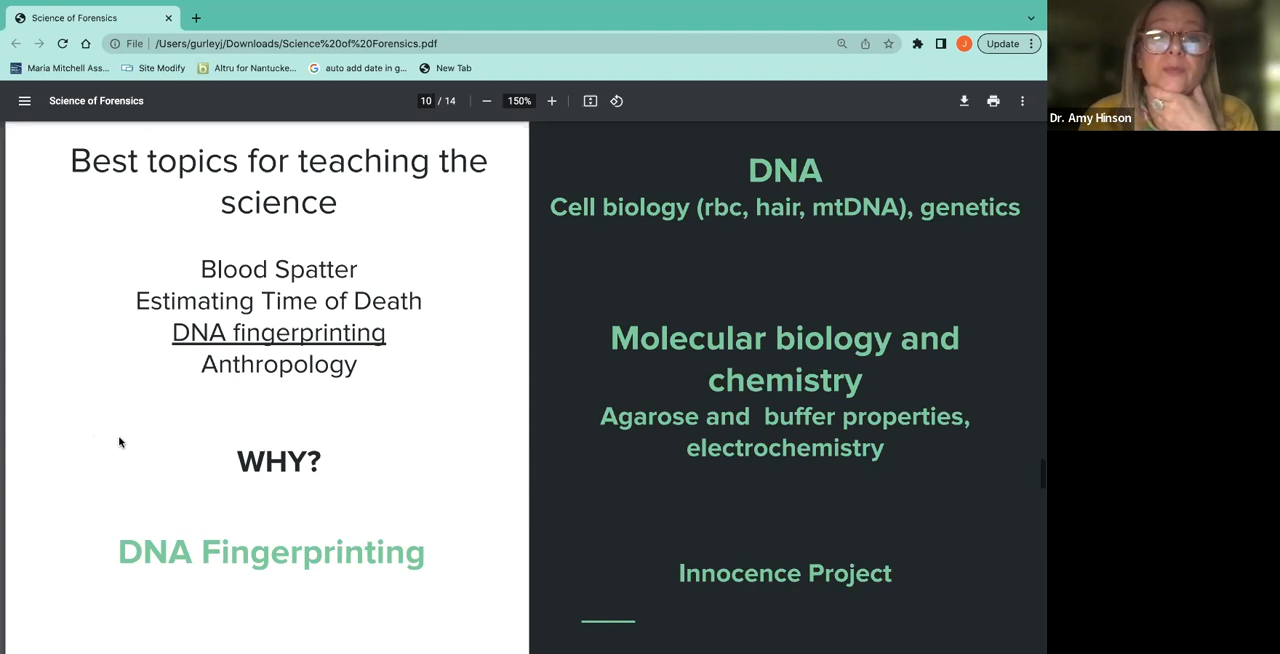 Science of Forensics
File
/Users/gurleyj/Downloads/Science%20of%20Forensics.pdf
J
Update
Maria Mitchell Ass...
Site Modify
b
Altru for Nantucke...
G
auto add date in g...
New Tab
Science of Forensics
10 / 14
150%
Best topics for teaching the
science
Blood Spatter
Estimating Time of Death
DNA fingerprinting
Anthropology
WHY?
DNA Fingerprinting
DNA
Cell biology (rbc, hair, mtDNA), genetics
Molecular biology and
chemistry
Agarose and  buffer properties,
electrochemistry
Innocence Project
Dr. Amy Hinson